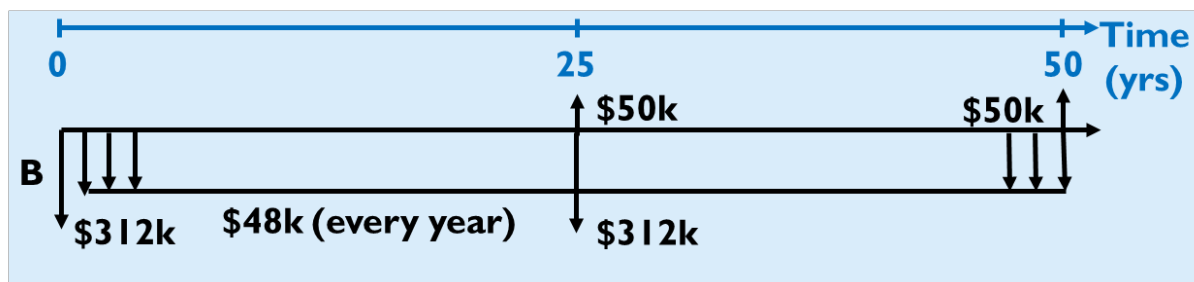 Time
0 25 50 (yrs)
$50k $50k
B
$312k $48k (every year) $312k